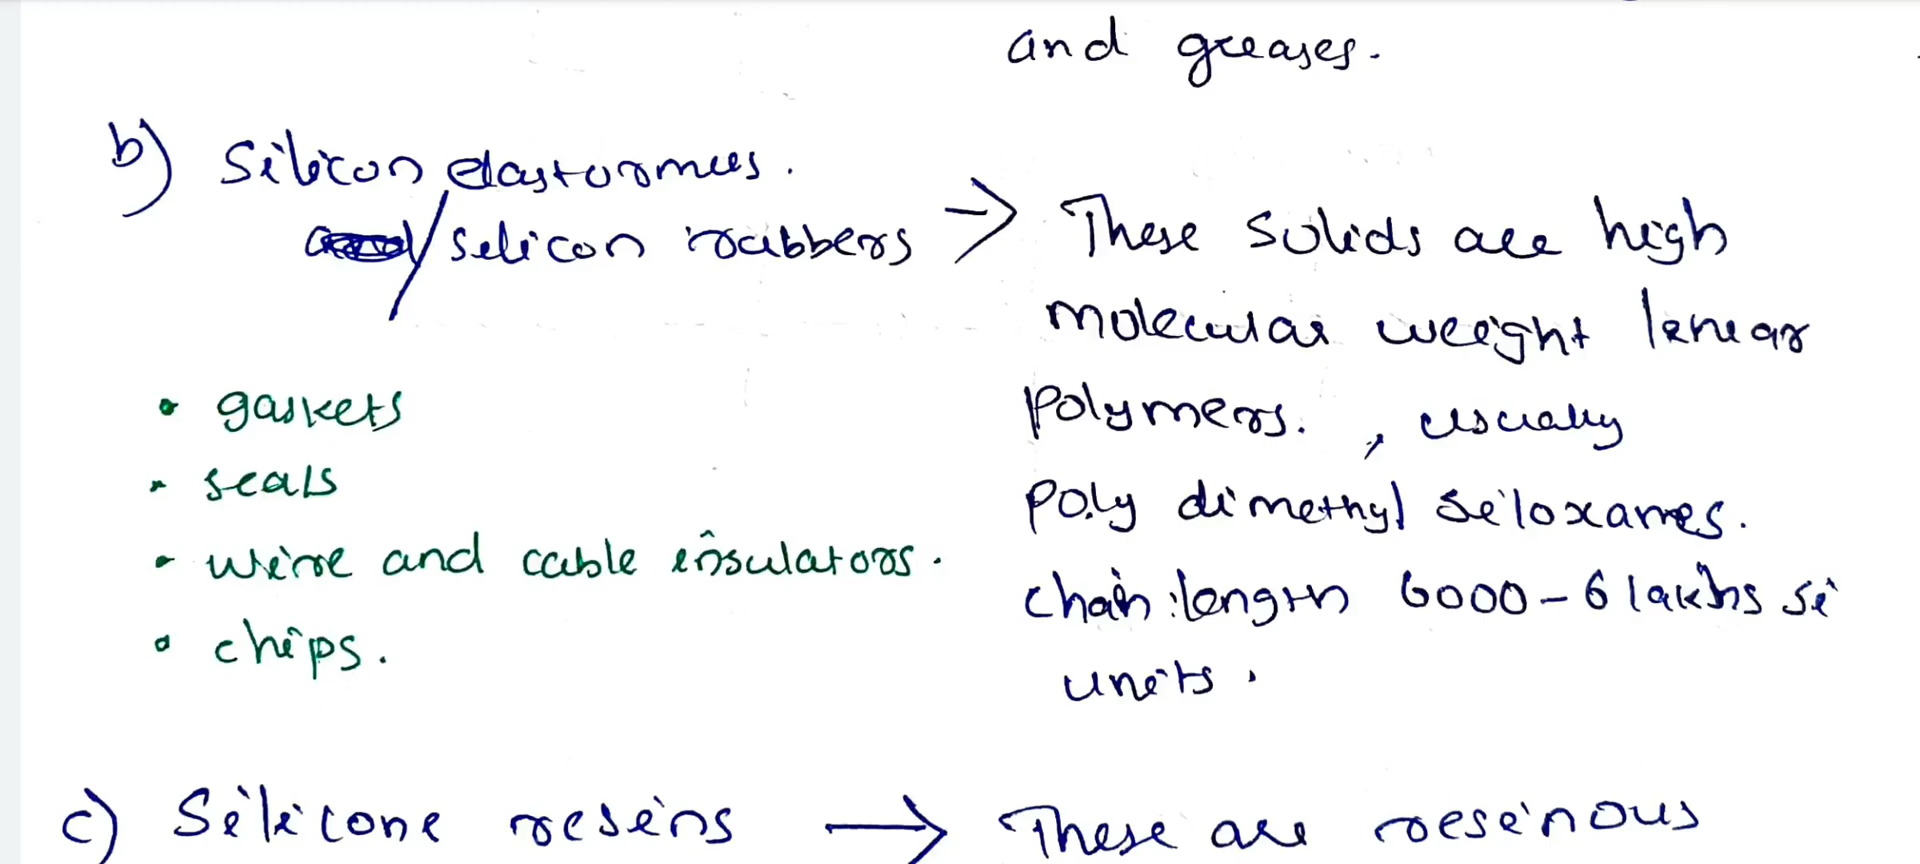 and greases.
b) Silicon elastormers.
/silicon rubbers → These solids are high
molecular weight linear
polymers. , usually
poly dimethyl siloxanes.
chain length 6000 - 6 lakhs si
units.
• gaskets
• seals
• wire and cable insulators.
• chips.
c) Silicone resins → These are resinous